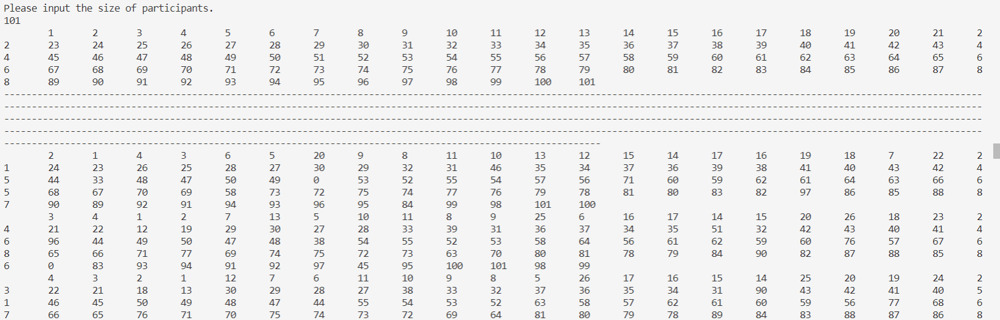 Please input the size of participants.
101
1 2 3 4 5 6 7 8 9 10 11 12 13 14 15 16 17 18 19 20 21 2
2 23 24 25 26 27 28 29 30 31 32 33 34 35 36 37 38 39 40 41 42 43 4
4 45 46 47 48 49 50 51 52 53 54 55 56 57 58 59 60 61 62 63 64 65 6
6 67 68 69 70 71 72 73 74 75 76 77 78 79 80 81 82 83 84 85 86 87 8
8 89 90 91 92 93 94 95 96 97 98 99 100 101
2 1 4 3 6 5 20 9 8 11 10 13 12 15 14 17 16 19 18 7 22 2
1 24 23 26 25 28 27 30 29 32 31 46 35 34 37 36 39 38 41 40 43 42 4
5 44 33 48 47 50 49 0 53 52 55 54 57 56 71 60 59 62 61 64 63 66 6
5 68 67 70 69 58 73 72 75 74 77 76 79 78 81 80 83 82 97 86 85 88 8
7 90 89 92 91 94 93 96 95 84 99 98 101 100
3 4 1 2 7 13 5 10 11 8 9 25 6 16 17 14 15 20 26 18 23 2
4 21 22 12 19 29 30 27 28 33 39 31 36 37 34 35 51 32 42 43 40 41 4
6 96 44 49 50 47 48 38 54 55 52 53 58 64 56 61 62 59 60 76 57 67 6
8 65 66 71 77 69 74 75 72 73 63 70 80 81 78 79 84 90 82 87 88 85 8
6 0 83 93 94 91 92 97 45 95 100 101 98 99
4 3 2 1 12 7 6 11 10 9 8 5 26 17 16 15 14 25 20 19 24 2
3 22 21 18 13 30 29 28 27 38 33 32 37 36 35 34 31 90 43 42 41 40 5
1 46 45 50 49 48 47 44 55 54 53 52 63 58 57 62 61 60 59 56 77 68 6
7 66 65 76 71 70 75 74 73 72 69 64 81 80 79 78 89 84 83 88 87 86 8